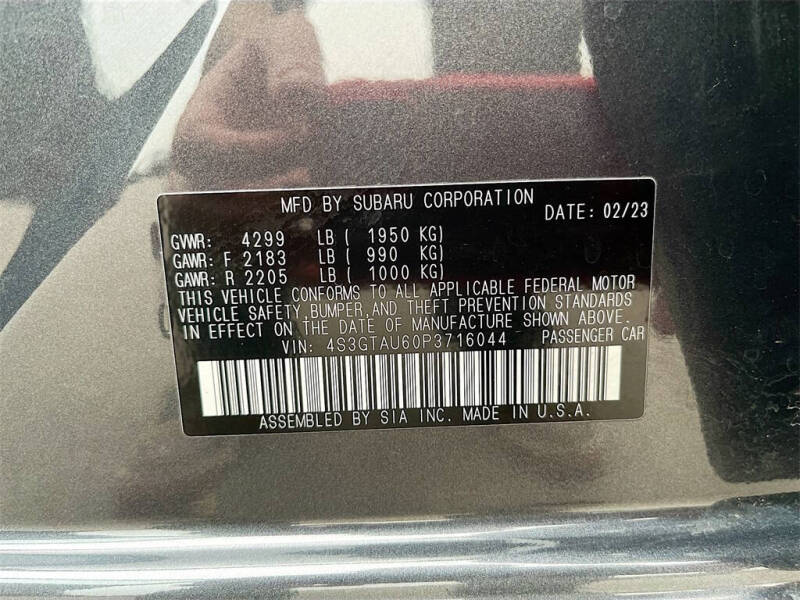 MFD BY SUBARU CORPORATION DATE: 02/23
GVWR: 4299 LB ( 1950 KG)
GAWR: F 2183 LB ( 990 KG)
GAWR: R 2205 LB ( 1000 KG)
THIS VEHICLE CONFORMS TO ALL APPLICABLE FEDERAL MOTOR
VEHICLE SAFETY,BUMPER,AND THEFT PREVENTION STANDARDS
IN EFFECT ON THE DATE OF MANUFACTURE SHOWN ABOVE.
VIN: 4S3GTAU60P3716044 PASSENGER CAR
ASSEMBLED BY SIA INC. MADE IN U.S.A.